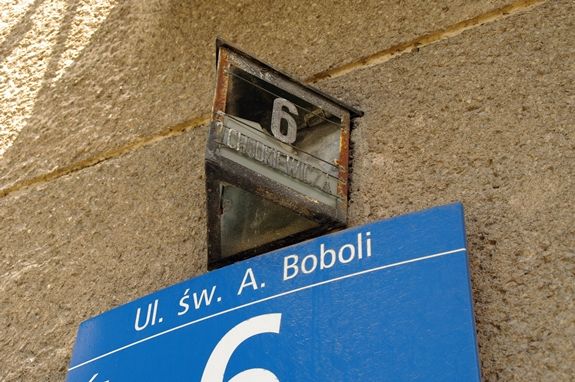 6
CHODKIEWICZA
Ul. św. A. Boboli
6